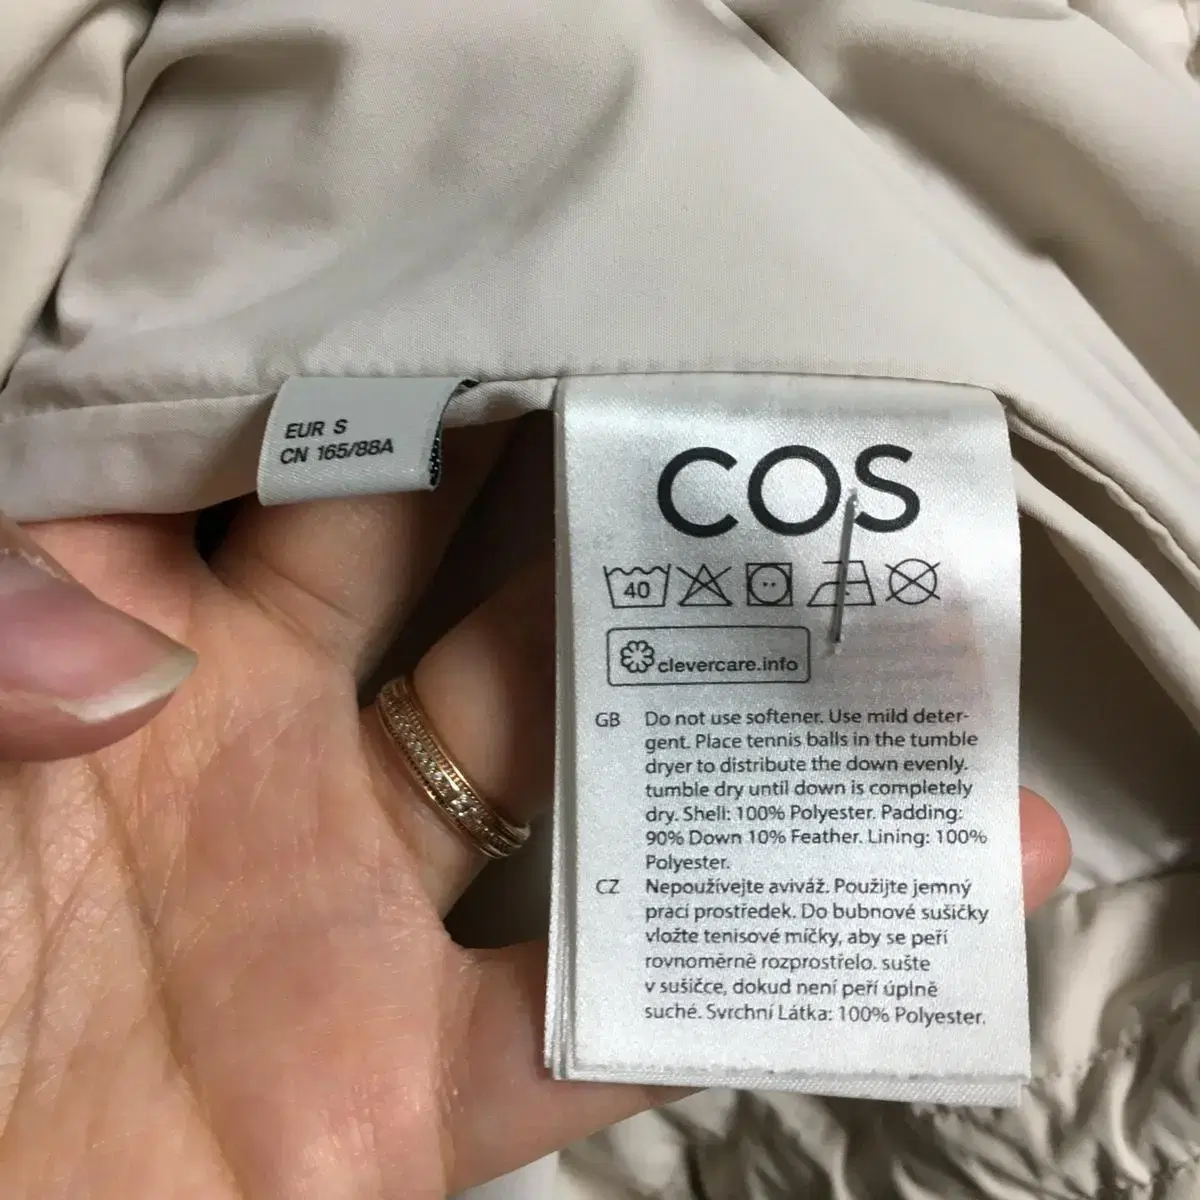 EUR S
CN 165/88A
COS
40
clevercare.info
GB Do not use softener. Use mild deter-
gent. Place tennis balls in the tumble
dryer to distribute the down evenly.
tumble dry until down is completely
dry. Shell: 100% Polyester. Padding:
90% Down 10% Feather. Lining: 100%
Polyester.
CZ Nepoužívejte aviváž. Použijte jemný
prací prostředek. Do bubnové sušičky
vložte tenisové míčky, aby se peří
rovnoměrně rozprostřelo. sušte
v sušičce, dokud není peří úplně
suché. Svrchní Látka: 100% Polyester.